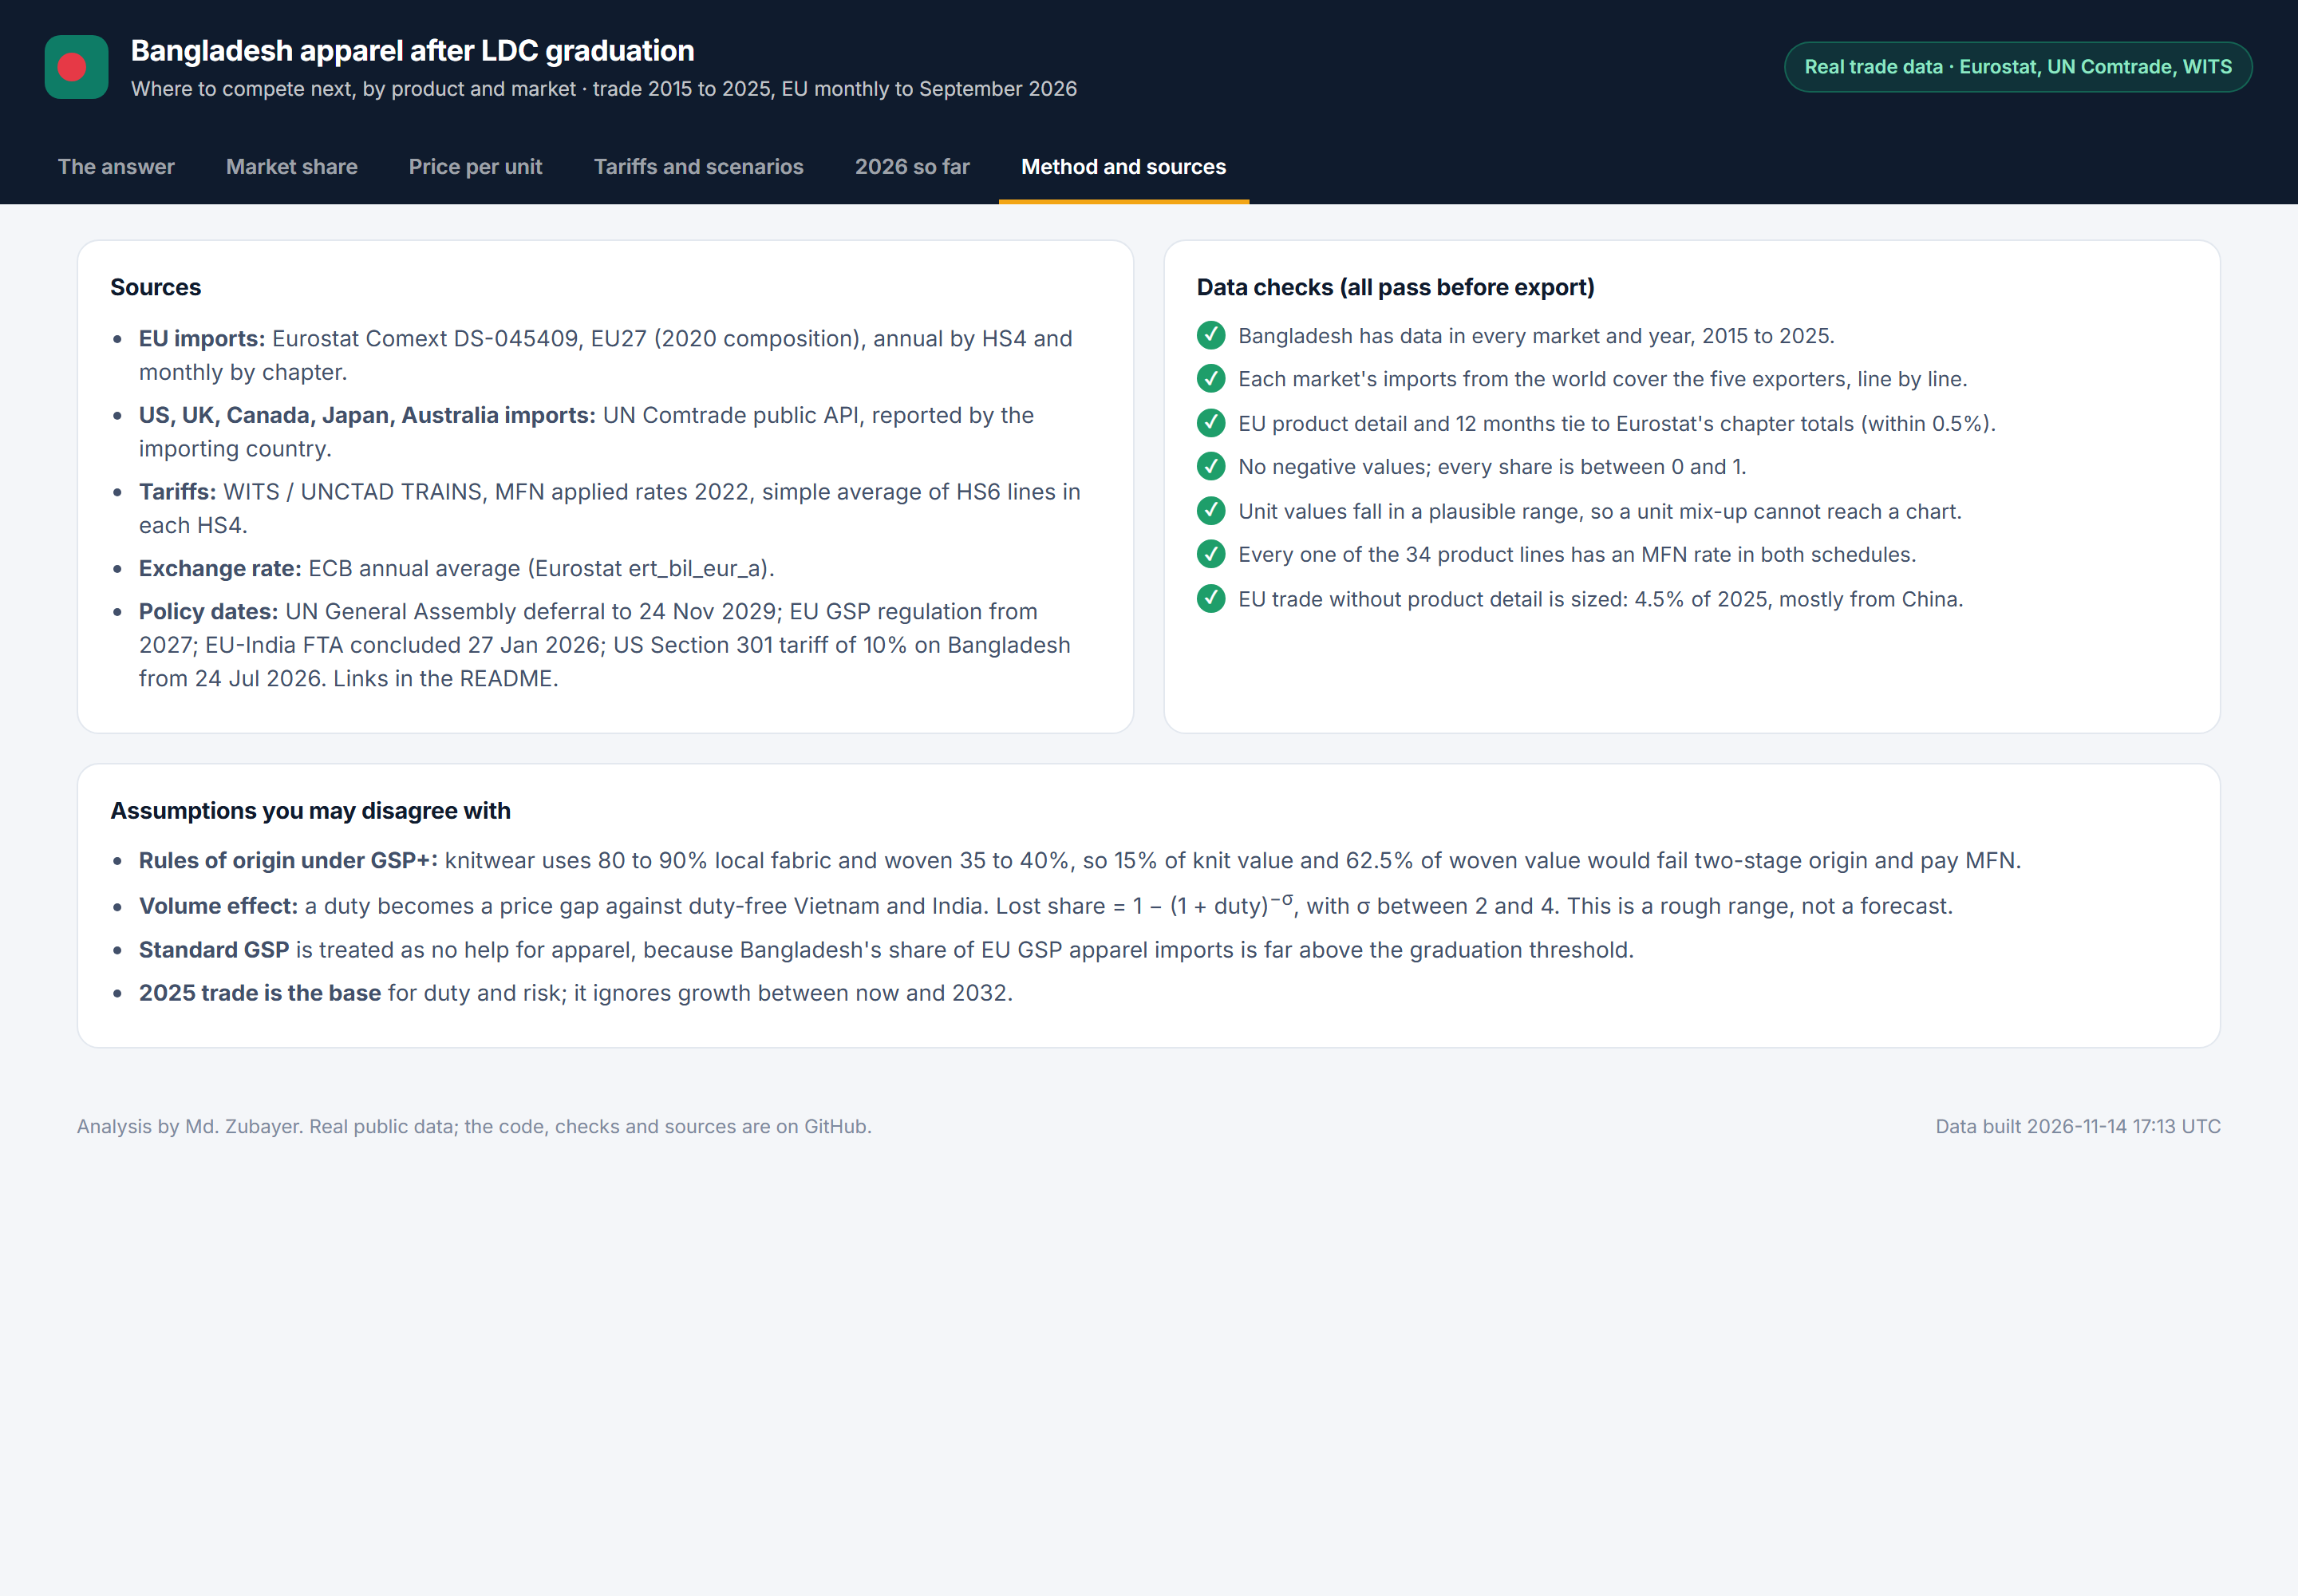 Bangladesh apparel after LDC graduation
Where to compete next, by product and market · trade 2015 to 2025, EU monthly to September 2026
Real trade data · Eurostat, UN Comtrade, WITS
The answer
Market share
Price per unit
Tariffs and scenarios
2026 so far
Method and sources
Sources
• EU imports: Eurostat Comext DS-045409, EU27 (2020 composition), annual by HS4 and
monthly by chapter.
• US, UK, Canada, Japan, Australia imports: UN Comtrade public API, reported by the
importing country.
• Tariffs: WITS / UNCTAD TRAINS, MFN applied rates 2022, simple average of HS6 lines in
each HS4.
• Exchange rate: ECB annual average (Eurostat ert_bil_eur_a).
• Policy dates: UN General Assembly deferral to 24 Nov 2029; EU GSP regulation from
2027; EU-India FTA concluded 27 Jan 2026; US Section 301 tariff of 10% on Bangladesh
from 24 Jul 2026. Links in the README.
Data checks (all pass before export)
✓ Bangladesh has data in every market and year, 2015 to 2025.
✓ Each market's imports from the world cover the five exporters, line by line.
✓ EU product detail and 12 months tie to Eurostat's chapter totals (within 0.5%).
✓ No negative values; every share is between 0 and 1.
✓ Unit values fall in a plausible range, so a unit mix-up cannot reach a chart.
✓ Every one of the 34 product lines has an MFN rate in both schedules.
✓ EU trade without product detail is sized: 4.5% of 2025, mostly from China.
Assumptions you may disagree with
• Rules of origin under GSP+: knitwear uses 80 to 90% local fabric and woven 35 to 40%, so 15% of knit value and 62.5% of woven value would fail two-stage origin and pay MFN.
• Volume effect: a duty becomes a price gap against duty-free Vietnam and India. Lost share = 1 − (1 + duty)^−σ, with σ between 2 and 4. This is a rough range, not a forecast.
• Standard GSP is treated as no help for apparel, because Bangladesh's share of EU GSP apparel imports is far above the graduation threshold.
• 2025 trade is the base for duty and risk; it ignores growth between now and 2032.
Analysis by Md. Zubayer. Real public data; the code, checks and sources are on GitHub.
Data built 2026-11-14 17:13 UTC